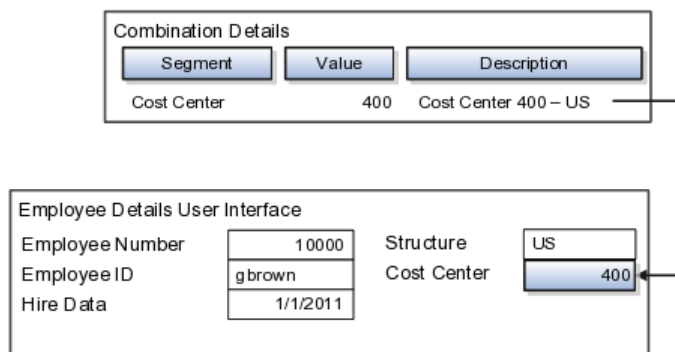 Combination Details
Segment Value Description
Cost Center 400 Cost Center 400 – US
Employee Details User Interface
Employee Number 10000 Structure US
Employee ID gbrown Cost Center 400
Hire Data 1/1/2011